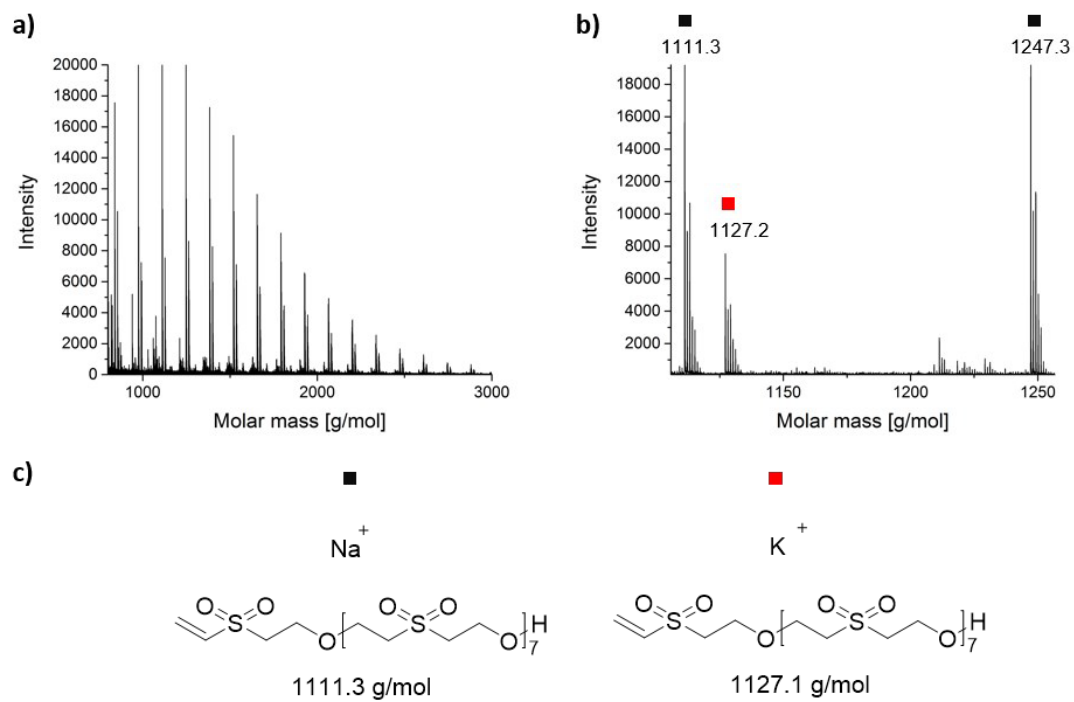 a)
20000
18000
16000
14000
12000
10000
8000
6000
4000
2000
0
Intensity
1000 2000 3000
Molar mass [g/mol]
b)
1111.3
1247.3
1127.2
18000
16000
14000
12000
10000
8000
6000
4000
2000
Intensity
1150 1200 1250
Molar mass [g/mol]
c)
Na +
O O O O
S O [ S O ] H
7
1111.3 g/mol
K +
O O O O
S O [ S O ] H
7
1127.1 g/mol